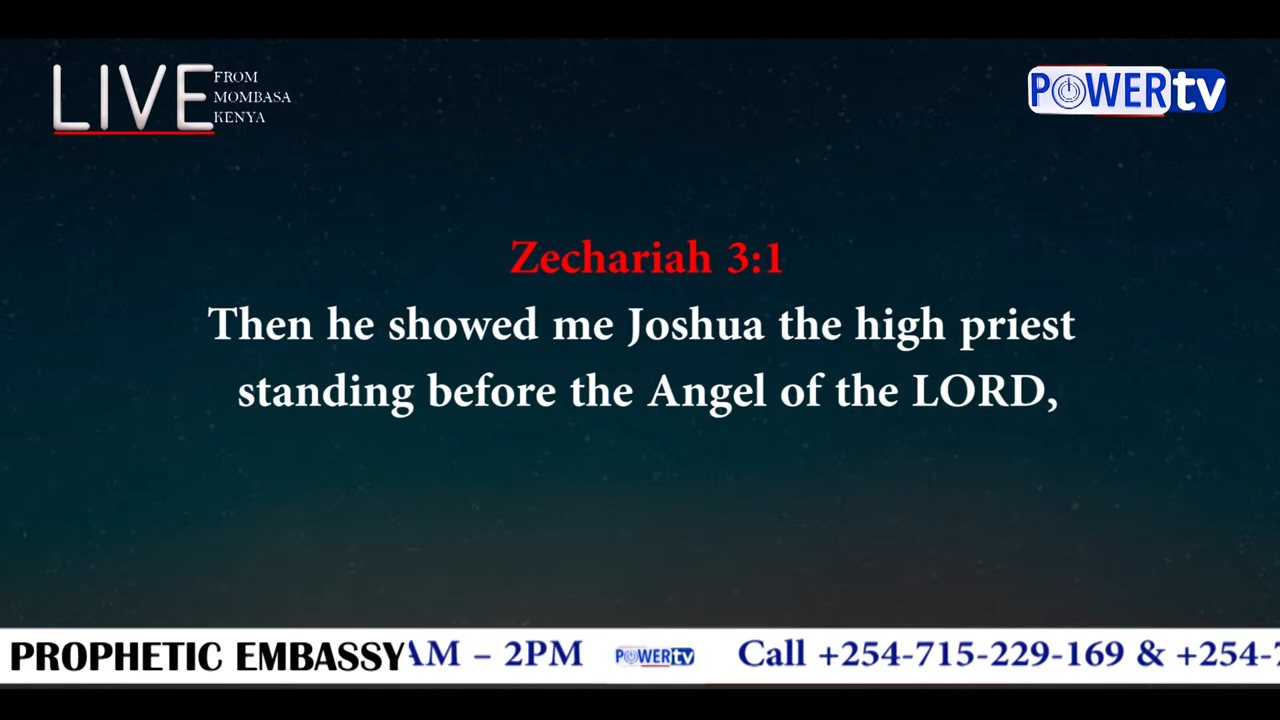 LIVE
FROM
MOMBASA
KENYA
POWERtv
Zechariah 3:1
Then he showed me Joshua the high priest
standing before the Angel of the LORD,
PROPHETIC EMBASSY AM – 2PM POWERtv Call +254-715-229-169 & +254-